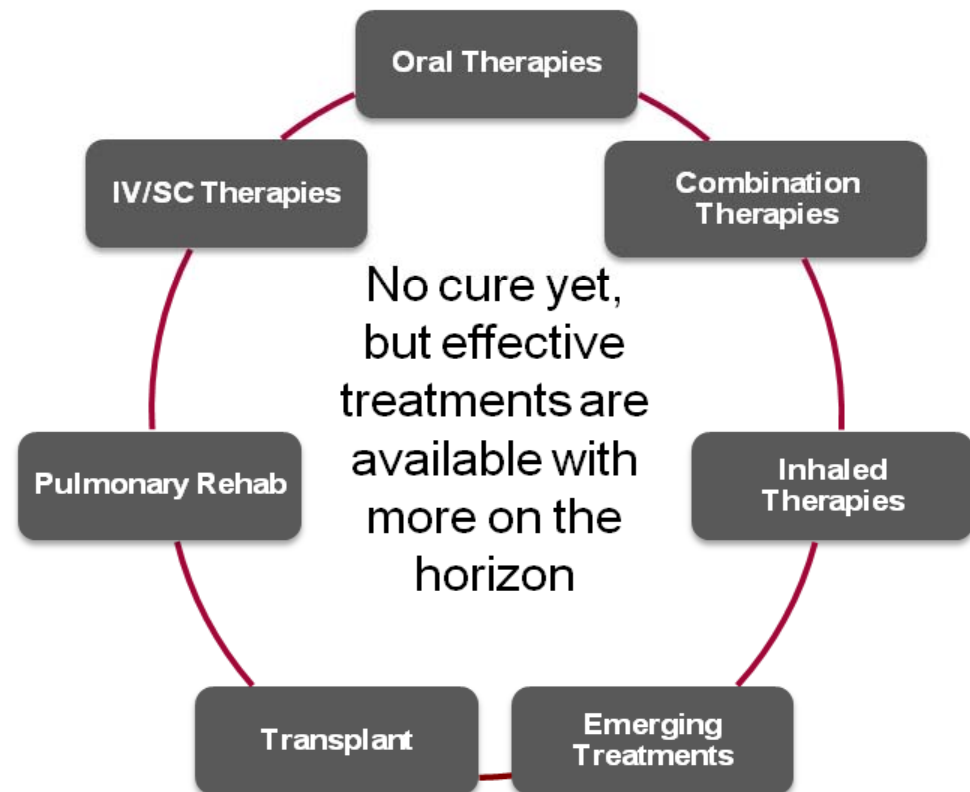 Oral Therapies
IV/SC Therapies
Combination
Therapies
No cure yet,
but effective
treatments are
available with
more on the
horizon
Pulmonary Rehab
Inhaled
Therapies
Transplant
Emerging
Treatments